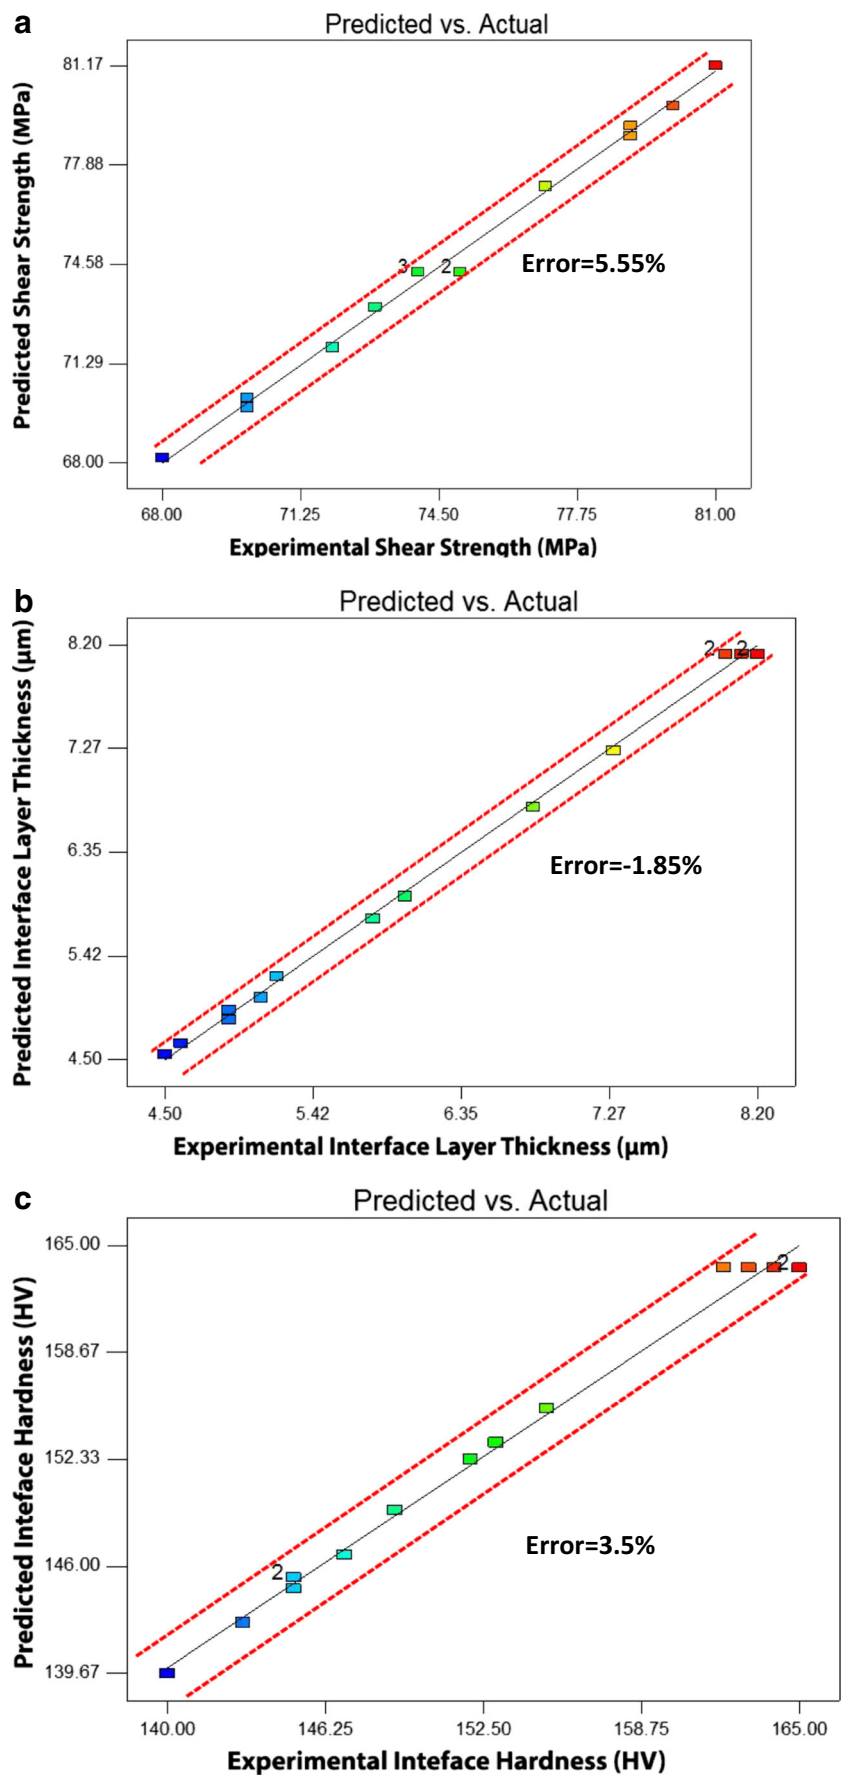 a
Predicted vs. Actual
Predicted Shear Strength (MPa)
81.17
77.88
74.58
71.29
68.00
3
2
Error=5.55%
68.00 71.25 74.50 77.75 81.00
Experimental Shear Strength (MPa)
b
Predicted vs. Actual
Predicted Interface Layer Thickness (μm)
8.20
7.27
6.35
5.42
4.50
2
2
Error=-1.85%
4.50 5.42 6.35 7.27 8.20
Experimental Interface Layer Thickness (μm)
c
Predicted vs. Actual
Predicted Inteface Hardness (HV)
165.00
158.67
152.33
146.00
139.67
2
2
Error=3.5%
140.00 146.25 152.50 158.75 165.00
Experimental Inteface Hardness (HV)